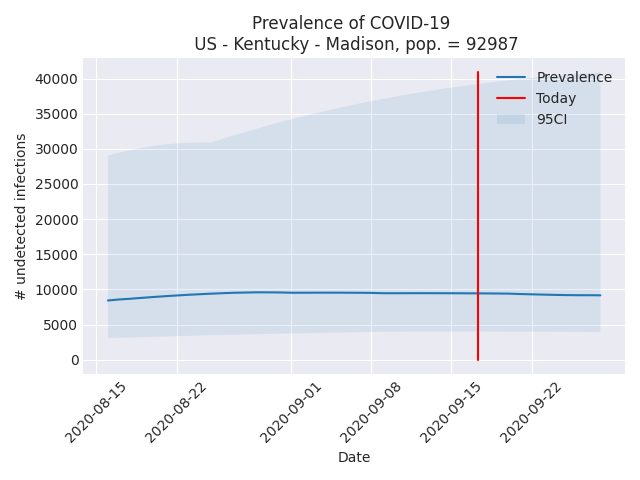 Prevalence of COVID-19
US - Kentucky - Madison, pop. = 92987
Prevalence
Today
95CI
# undetected infections
40000
35000
30000
25000
20000
15000
10000
5000
0
2020-08-15
2020-08-22
2020-09-01
2020-09-08
2020-09-15
2020-09-22
Date